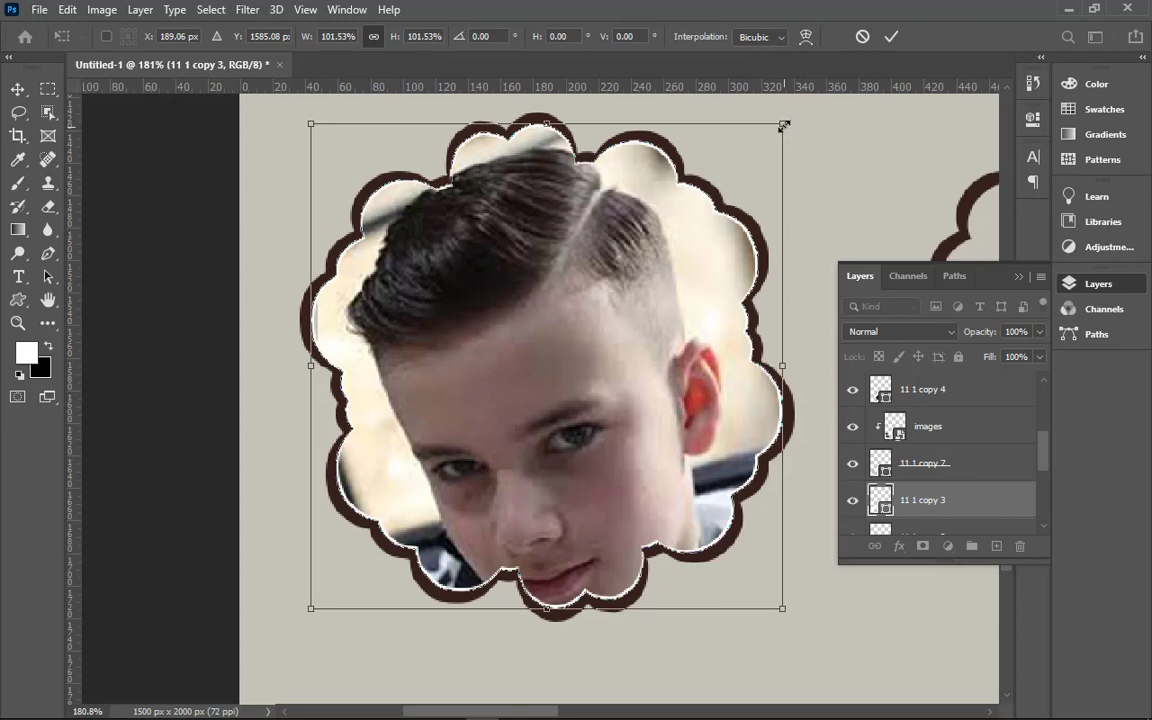 Ps File Edit Image Layer Type Select Filter 3D View Window Help
X: 189.06 px Y: 1585.08 px W: 101.53% H: 101.53% 0.00 ° H: 0.00 ° V: 0.00 ° Interpolation: Bicubic
Untitled-1 @ 181% (11 1 copy 3, RGB/8) * ×
100 80 60 40 20 0 20 40 60 80 100 120 140 160 180 200 220 240 260 280 300 320 340 360 380 400 420 440
Color
Swatches
Gradients
Patterns
Learn
Libraries
Adjustme...
Layers
Channels
Paths
Layers Channels Paths
Kind
Normal Opacity: 100%
Lock: Fill: 100%
11 1 copy 4
images
11 1 copy 7
11 1 copy 3
fx
180.8% 1500 px x 2000 px (72 ppi)